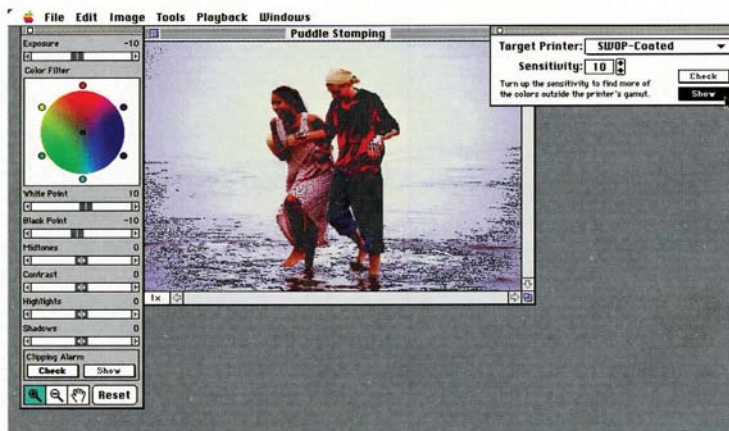 File Edit Image Tools Playback Windows
Exposure -10
Color Filter
White Point 10
Black Point -10
Midtones 0
Contrast 0
Highlights 0
Shadows 0
Clipping Alarm
Check Show
Reset
Puddle Stomping
1x
Target Printer: SWOP-Coated
Sensitivity: 10
Turn up the sensitivity to find more of
the colors outside the printer's gamut.
Check
Show